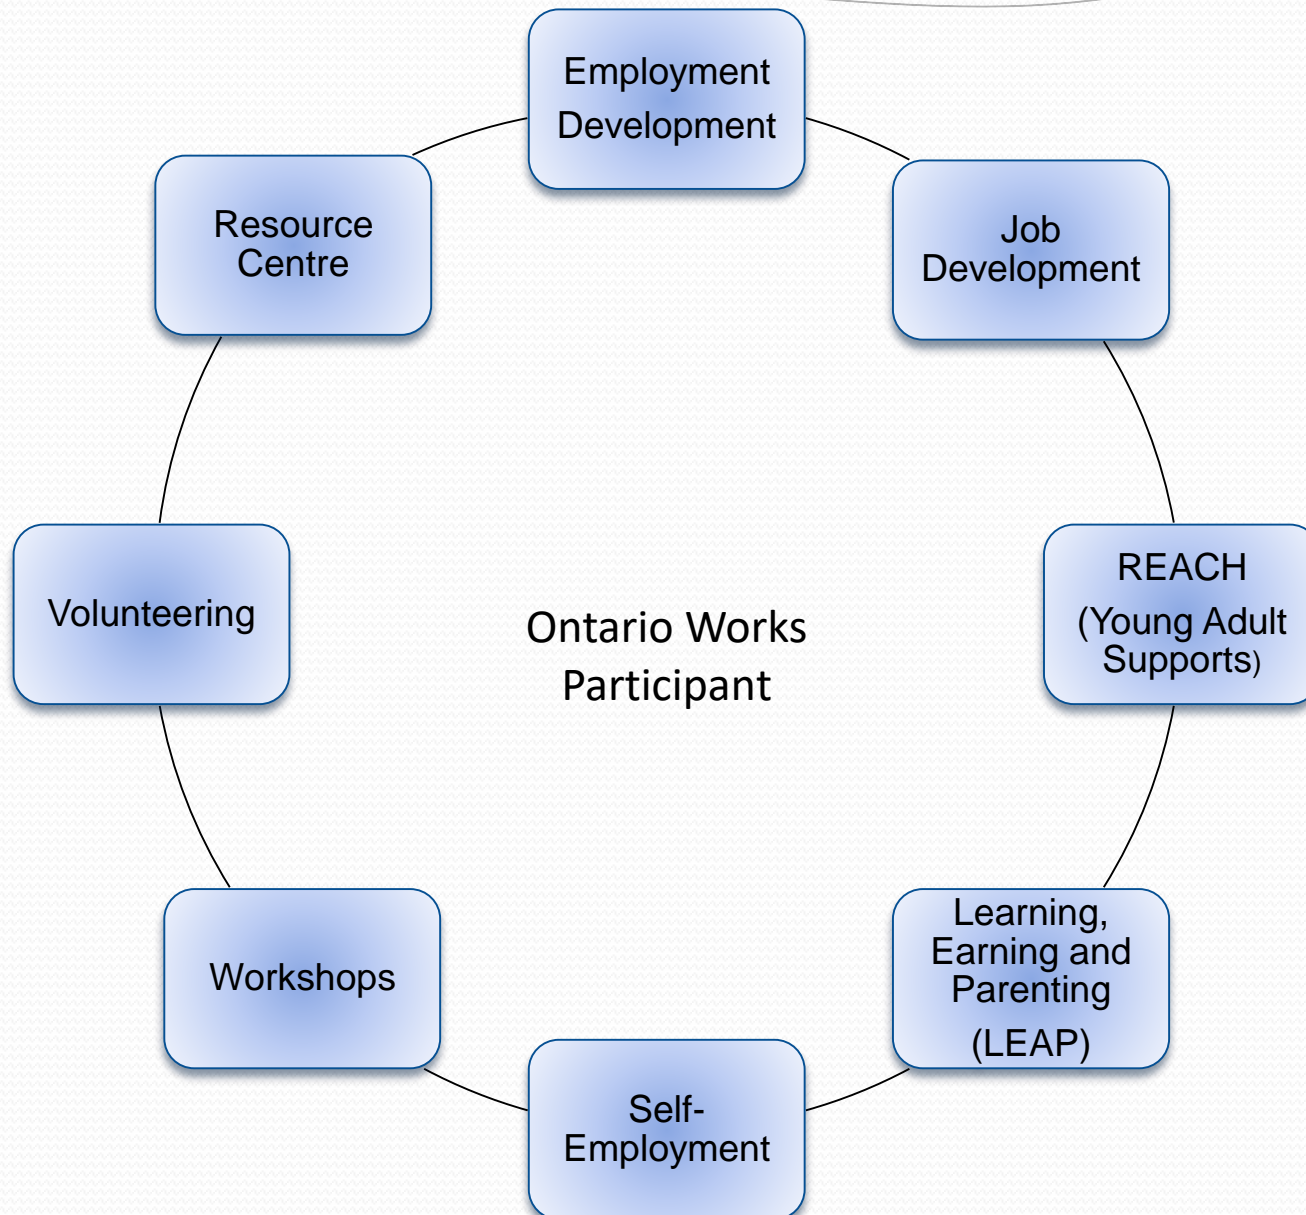 Employment
Development
Resource
Centre
Job
Development
Volunteering
Ontario Works
Participant
REACH
(Young Adult
Supports)
Workshops
Learning,
Earning and
Parenting
(LEAP)
Self-
Employment